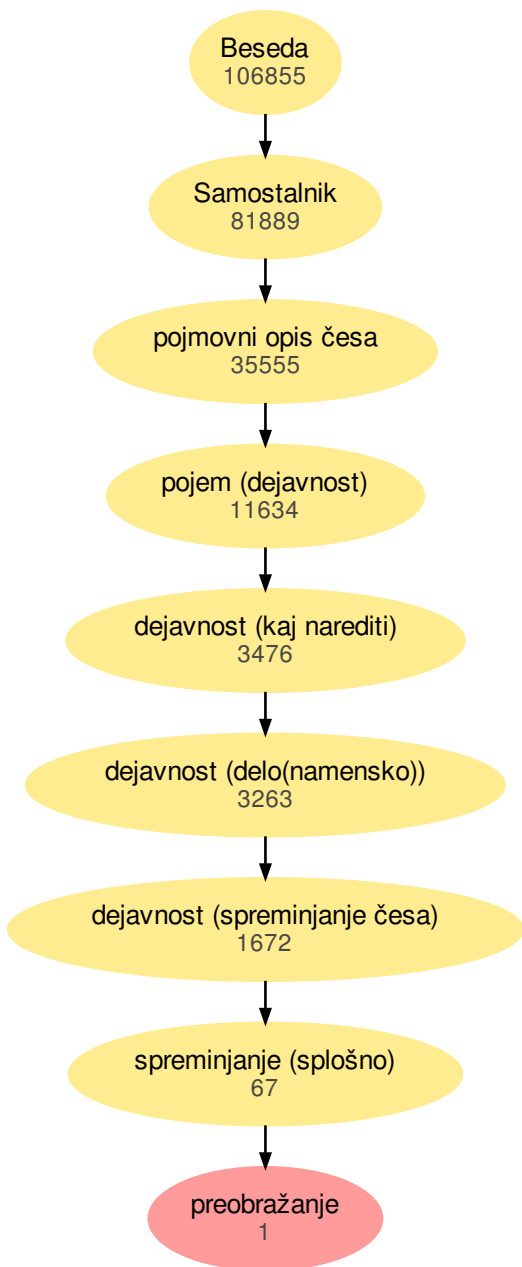 Beseda
106855
Samostalnik
81889
pojmovni opis česa
35555
pojem (dejavnost)
11634
dejavnost (kaj narediti)
3476
dejavnost (delo(namensko))
3263
dejavnost (spreminjanje česa)
1672
spreminjanje (splošno)
67
preobražanje
1